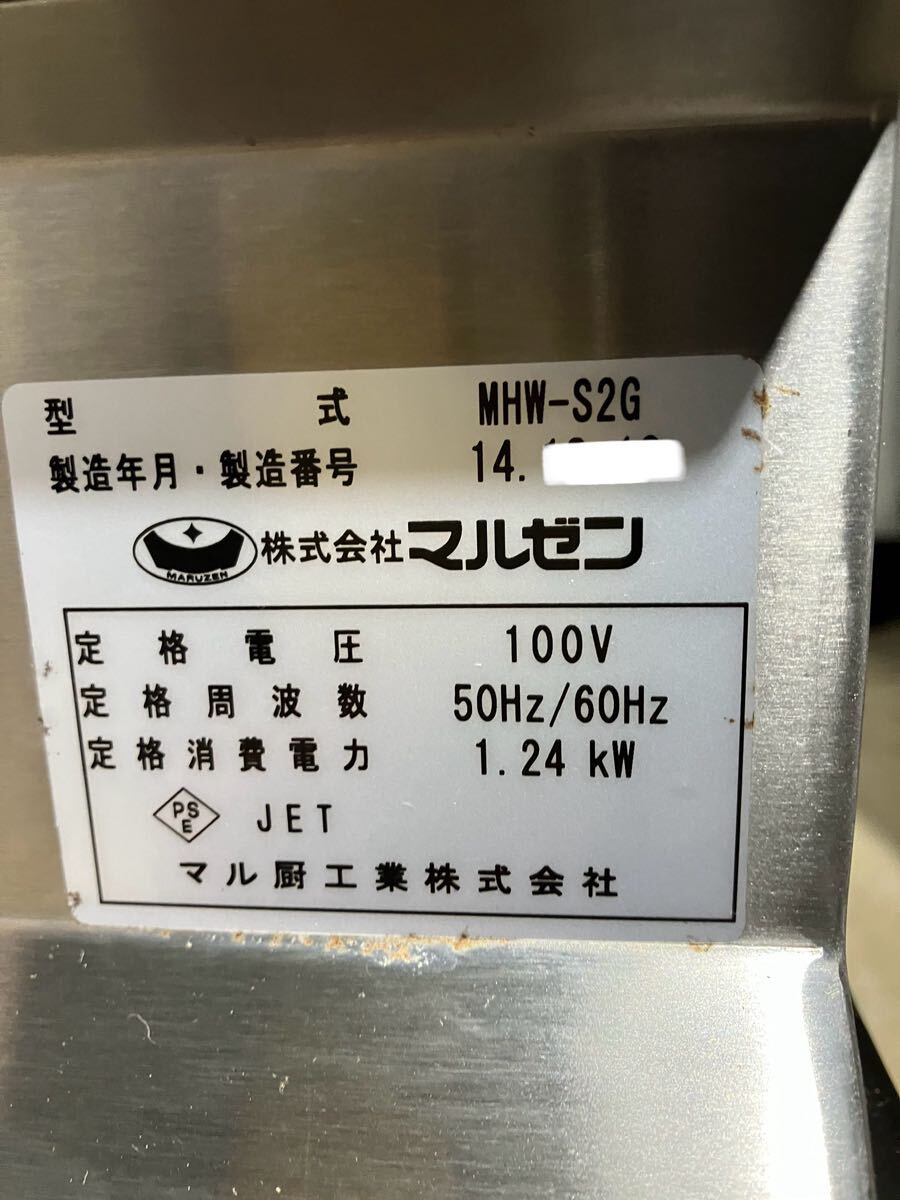 型式 MHW-S2G
製造年月・製造番号 14.
MARUZEN 株式会社マルゼン
定格電圧 100V
定格周波数 50Hz/60Hz
定格消費電力 1.24 kW
PSE JET
マル厨工業株式会社